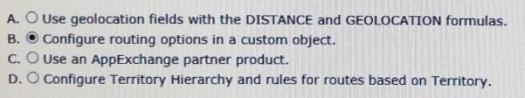 A. Use geolocation fields with the DISTANCE and GEOLOCATION formulas.
B. Configure routing options in a custom object.
C. Use an AppExchange partner product.
D. Configure Territory Hierarchy and rules for routes based on Territory.